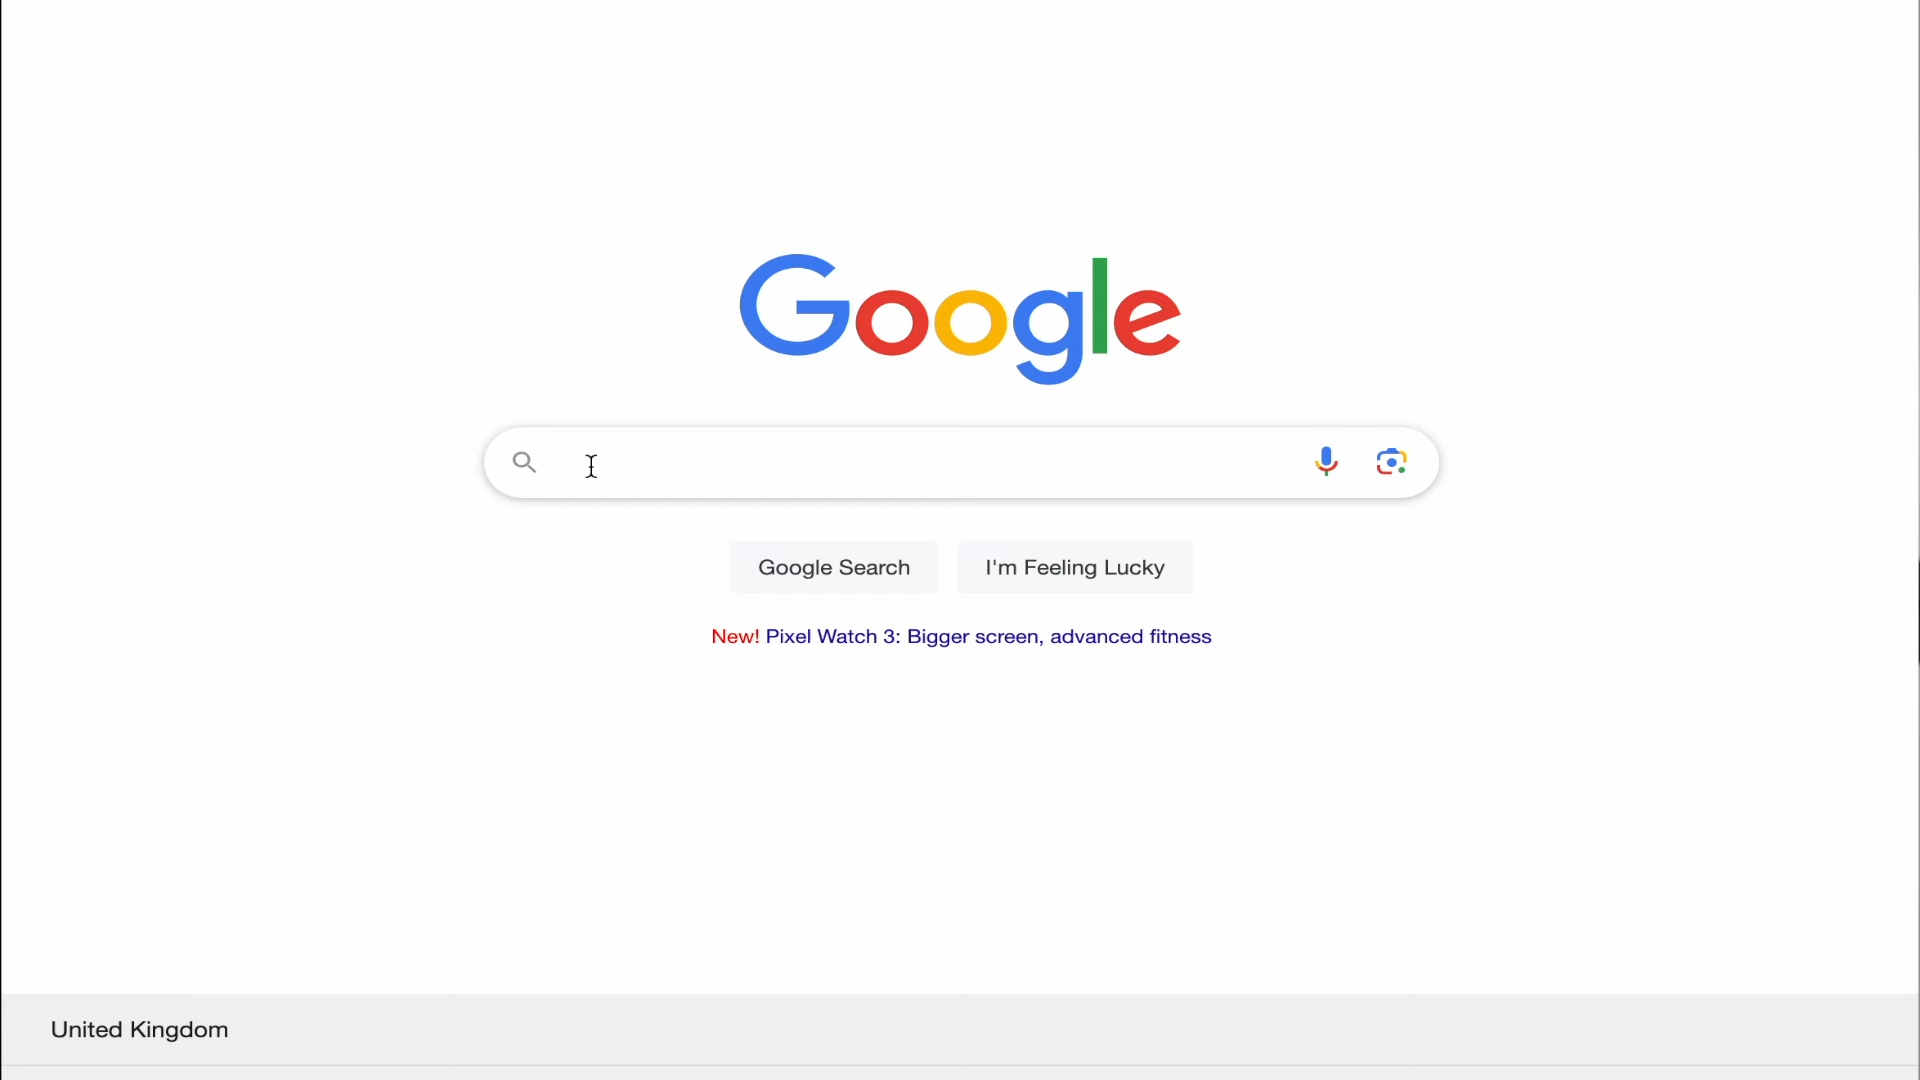 Google
Google Search
I'm Feeling Lucky
New! Pixel Watch 3: Bigger screen, advanced fitness
United Kingdom